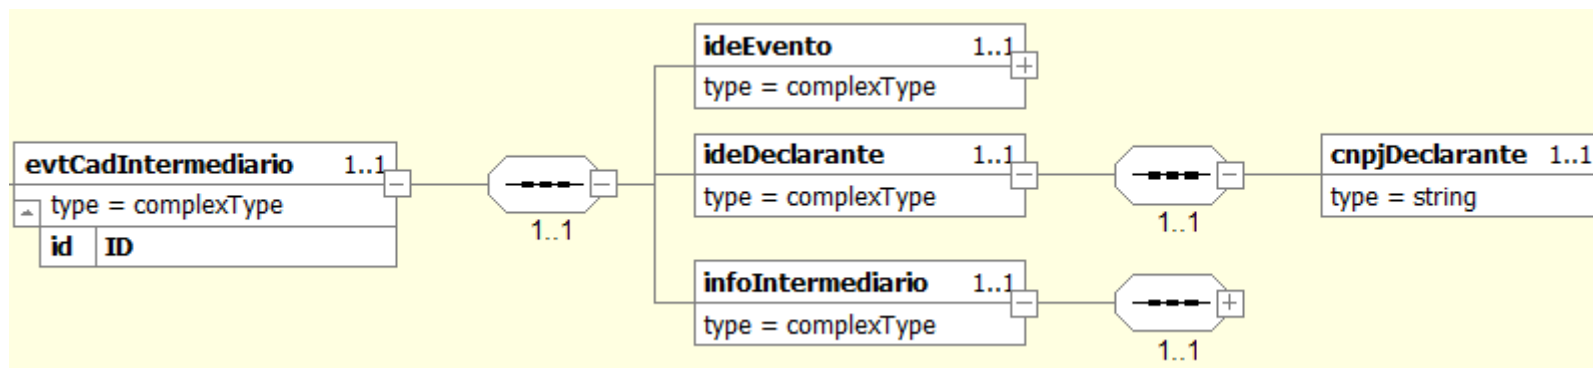 ideEvento 1..1
type = complexType
evtCadIntermediario 1..1
type = complexType
id ID
1..1
ideDeclarante 1..1
type = complexType
1..1
cnpjDeclarante 1..1
type = string
infoIntermediario 1..1
type = complexType
1..1